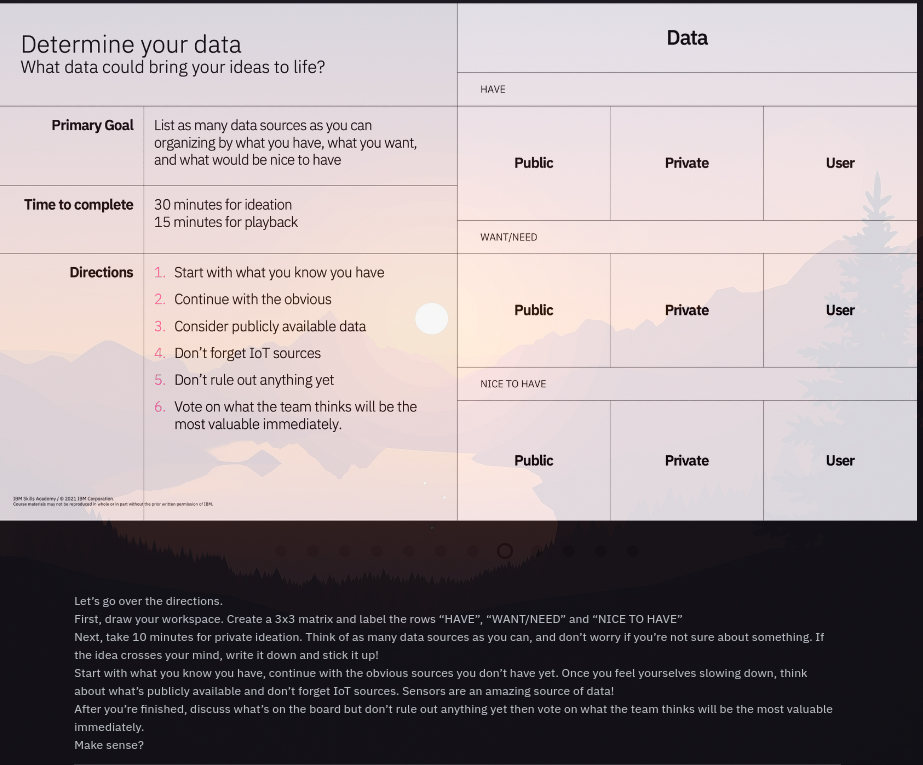 Determine your data
What data could bring your ideas to life?
Primary Goal
List as many data sources as you can
organizing by what you have, what you want,
and what would be nice to have
Time to complete
30 minutes for ideation
15 minutes for playback
Directions
1. Start with what you know you have
2. Continue with the obvious
3. Consider publicly available data
4. Don't forget IoT sources
5. Don't rule out anything yet
6. Vote on what the team thinks will be the
most valuable immediately.
IBM Skills Academy / © 2021 IBM Corporation
Course materials may not be reproduced in whole or in part without the prior written permission of IBM.
Data
HAVE
Public
Private
User
WANT/NEED
Public
Private
User
NICE TO HAVE
Public
Private
User
Let's go over the directions.
First, draw your workspace. Create a 3x3 matrix and label the rows “HAVE”, “WANT/NEED” and “NICE TO HAVE”
Next, take 10 minutes for private ideation. Think of as many data sources as you can, and don't worry if you're not sure about something. If
the idea crosses your mind, write it down and stick it up!
Start with what you know you have, continue with the obvious sources you don't have yet. Once you feel yourselves slowing down, think
about what's publicly available and don't forget IoT sources. Sensors are an amazing source of data!
After you're finished, discuss what's on the board but don't rule out anything yet then vote on what the team thinks will be the most valuable
immediately.
Make sense?